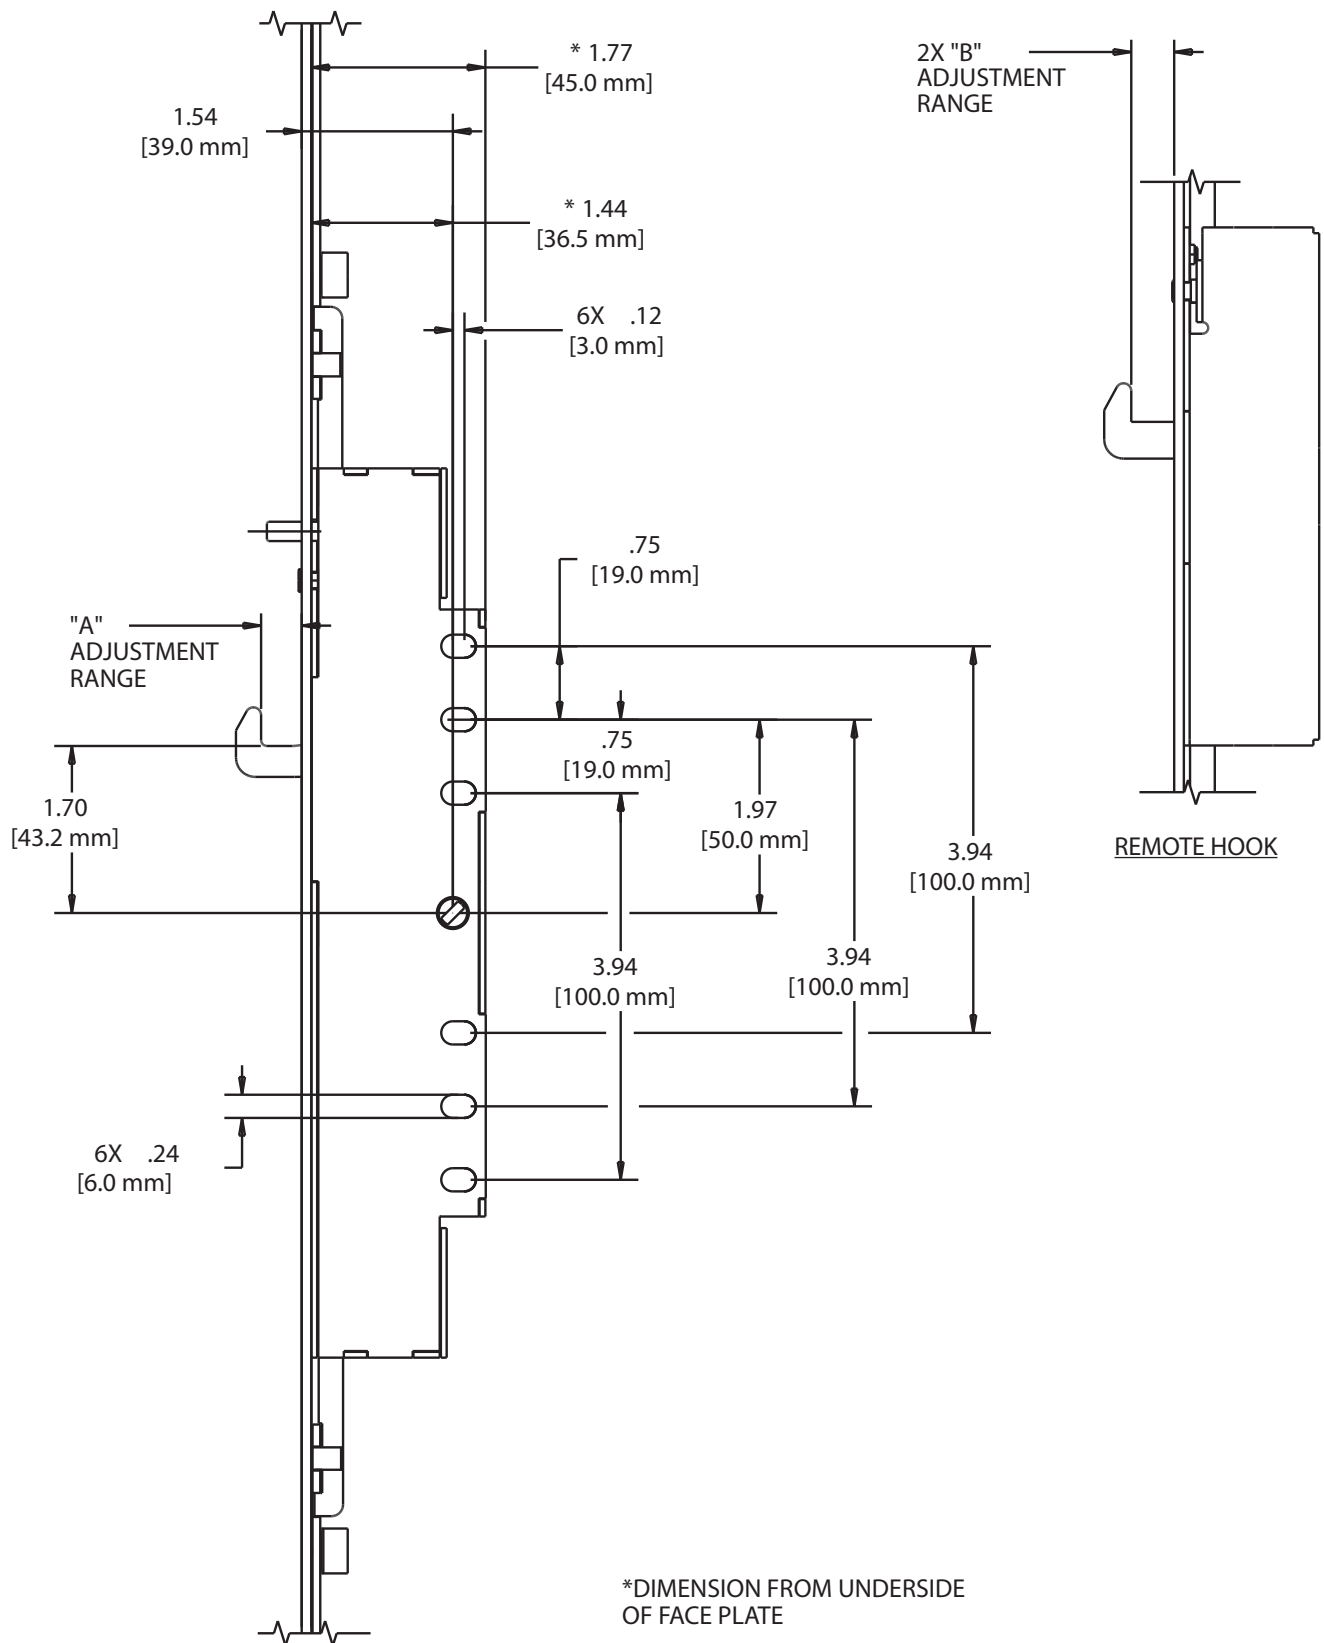 * 1.77
[45.0 mm]
2X "B"
ADJUSTMENT
RANGE
1.54
[39.0 mm]
* 1.44
[36.5 mm]
6X .12
[3.0 mm]
.75
[19.0 mm]
"A"
ADJUSTMENT
RANGE
.75
[19.0 mm]
1.70
[43.2 mm]
1.97
[50.0 mm]
3.94
[100.0 mm]
REMOTE HOOK
3.94
[100.0 mm]
3.94
[100.0 mm]
6X .24
[6.0 mm]
*DIMENSION FROM UNDERSIDE
OF FACE PLATE